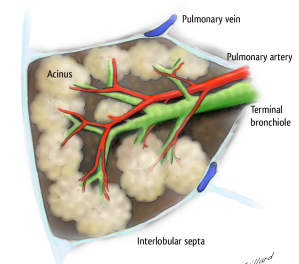 Pulmonary vein
Pulmonary artery
Acinus
Terminal
bronchiole
Interlobular septa